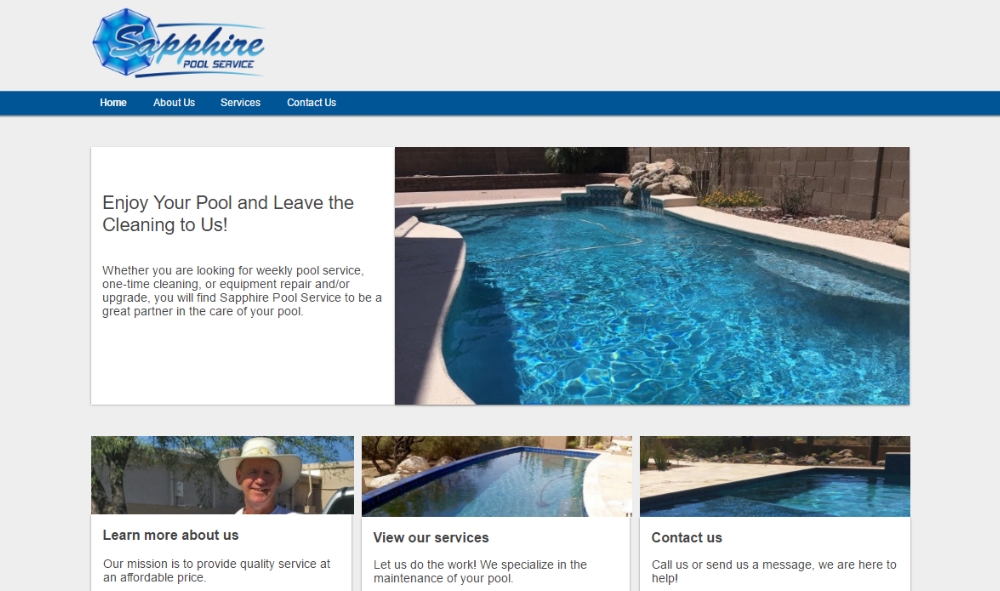 Sapphire
POOL SERVICE
Home About Us Services Contact Us
Enjoy Your Pool and Leave the
Cleaning to Us!
Whether you are looking for weekly pool service,
one-time cleaning, or equipment repair and/or
upgrade, you will find Sapphire Pool Service to be a
great partner in the care of your pool.
Learn more about us
Our mission is to provide quality service at
an affordable price.
View our services
Let us do the work! We specialize in the
maintenance of your pool.
Contact us
Call us or send us a message, we are here to
help!